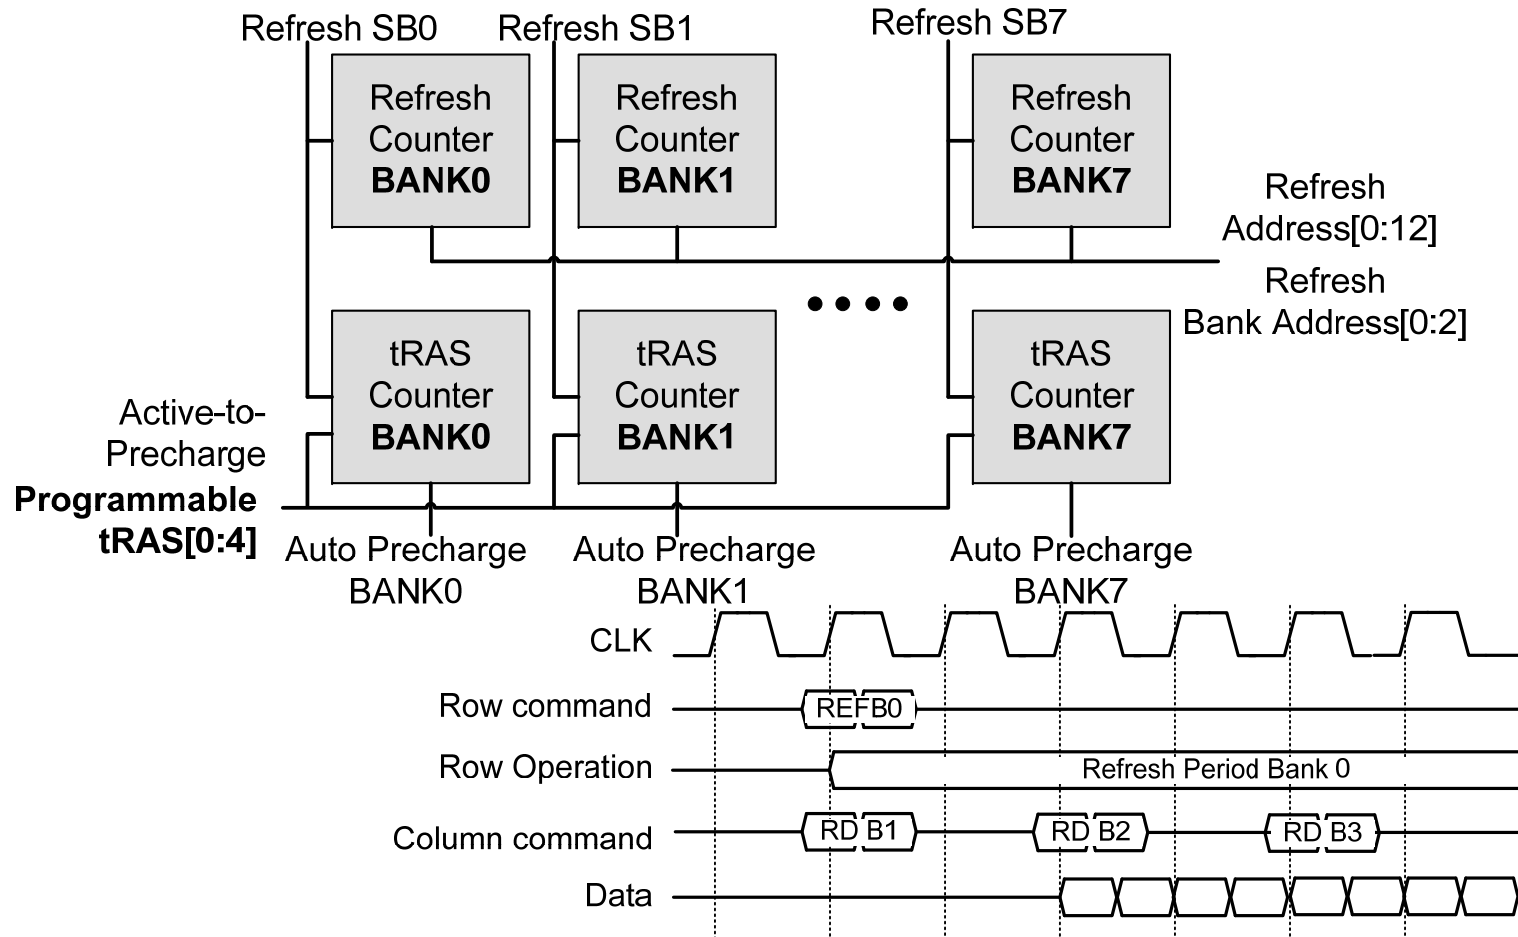 Refresh SB0
Refresh SB1
Refresh SB7
Refresh
Counter
BANK0
Refresh
Counter
BANK1
Refresh
Counter
BANK7
Refresh
Address[0:12]
Refresh
Bank Address[0:2]
tRAS
Counter
BANK0
tRAS
Counter
BANK1
tRAS
Counter
BANK7
Active-to-
Precharge
Programmable
tRAS[0:4]
Auto Precharge
BANK0
Auto Precharge
BANK1
Auto Precharge
BANK7
CLK
Row command
REFB0
Row Operation
Refresh Period Bank 0
Column command
RD B1
RD B2
RD B3
Data